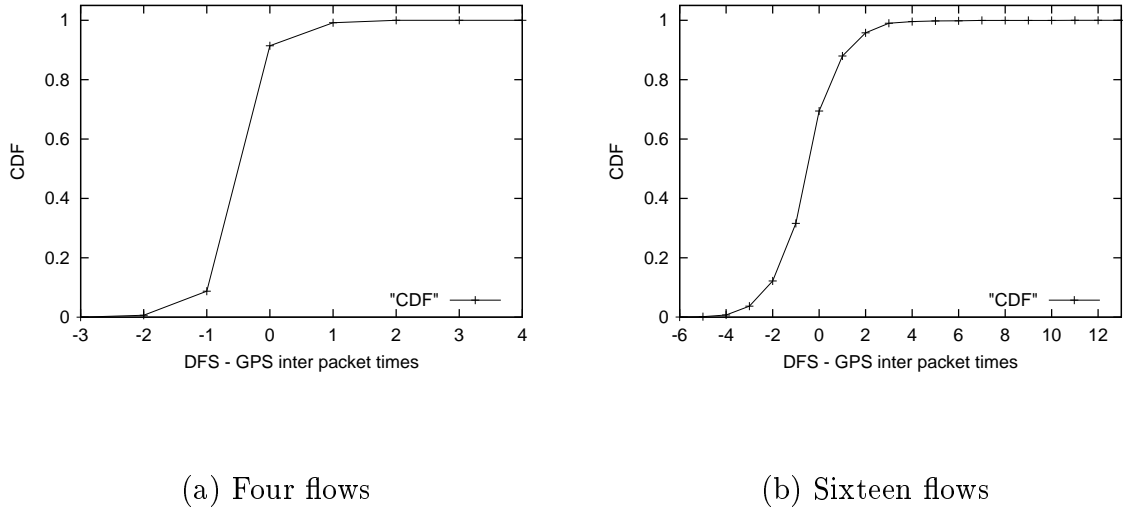 1
0.8
0.6
0.4
0.2
0
CDF
"CDF"
-3 -2 -1 0 1 2 3 4
DFS - GPS inter packet times
(a) Four flows
1
0.8
0.6
0.4
0.2
0
CDF
"CDF"
-6 -4 -2 0 2 4 6 8 10 12
DFS - GPS inter packet times
(b) Sixteen flows